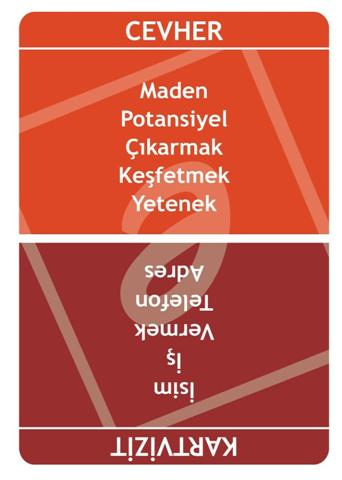 CEVHER
Maden
Potansiyel
Çıkarmak
Keşfetmek
Yetenek
KARTVİZİT
İsim
İş
Vermek
Telefon
Adres